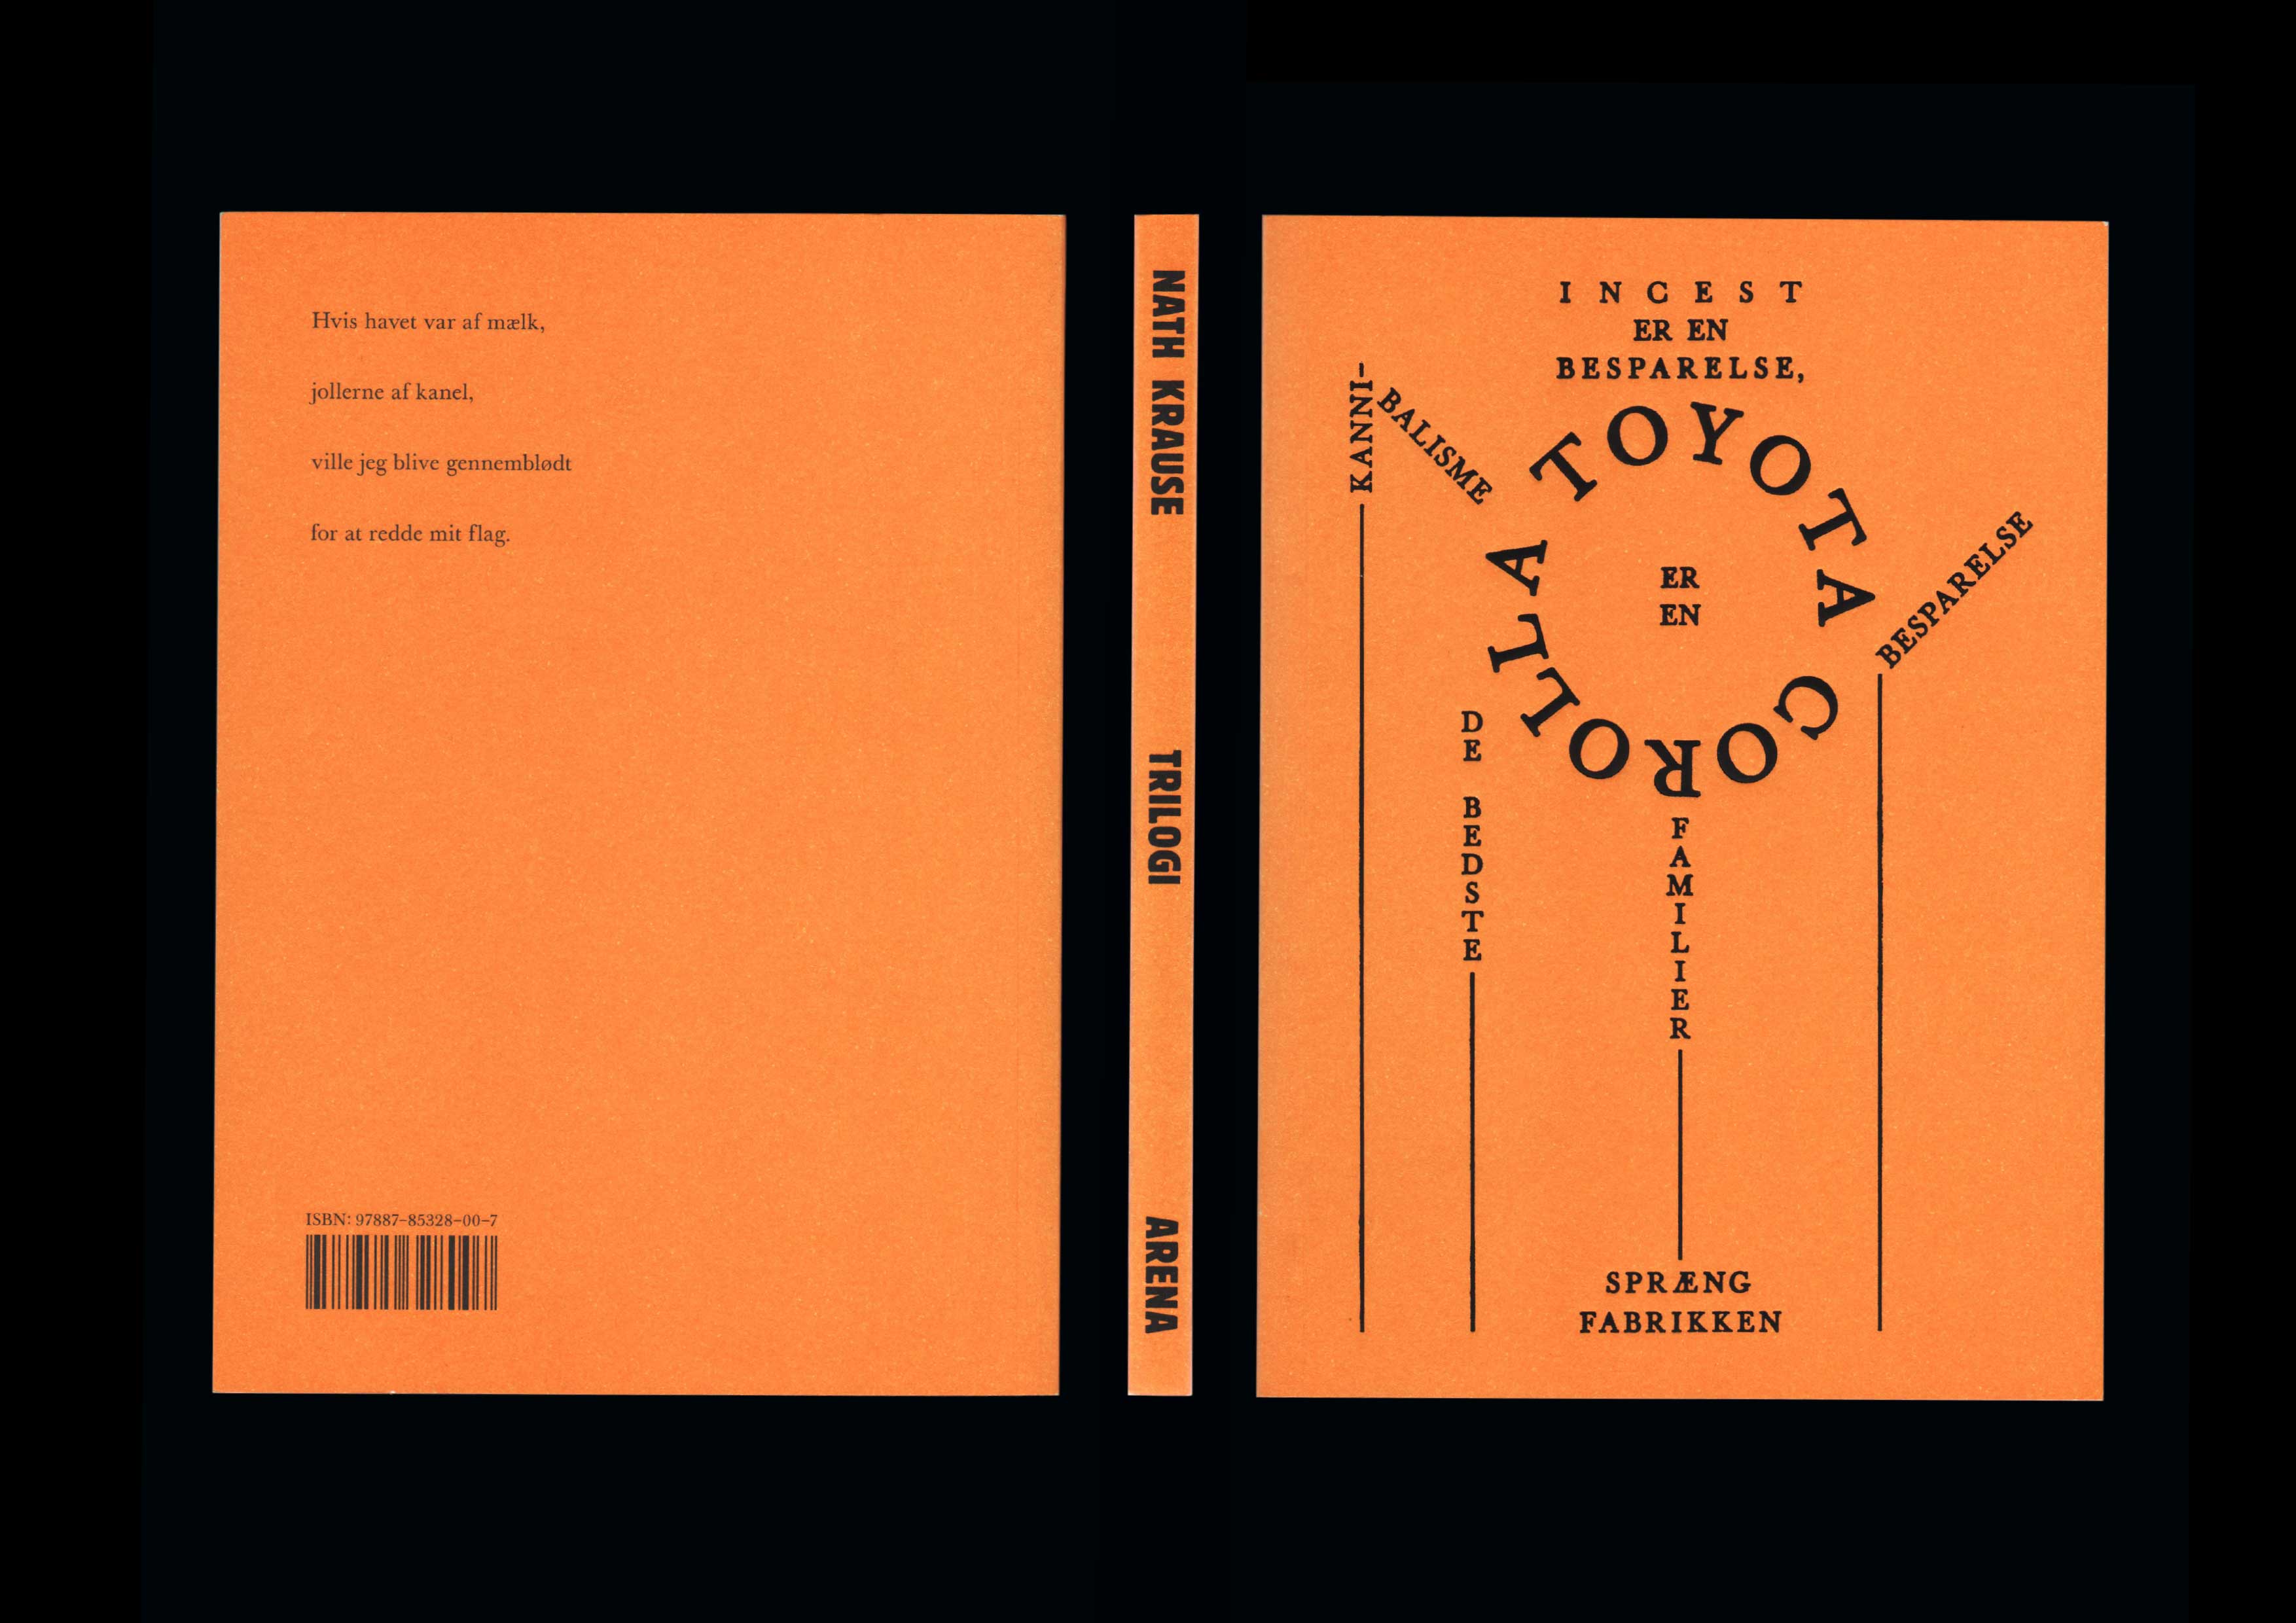 Hvis havet var af mælk,
jollerne af kanel,
ville jeg blive gennemblødt
for at redde mit flag.
ISBN: 97887-85328-00-7
NATH KRAUSE
TRILOGI
ARENA
INCEST
ER EN
BESPARELSE,
KANNI-
BALISME
TOYOTA COROLLA
ER
EN
BESPARELSE
DE BEDSTE
FAMILIER
SPRÆNG
FABRIKKEN